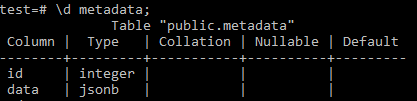 test=# \d metadata;
Table "public.metadata"
Column | Type | Collation | Nullable | Default
--------+---------+-----------+----------+---------
id | integer | | |
data | jsonb | | |